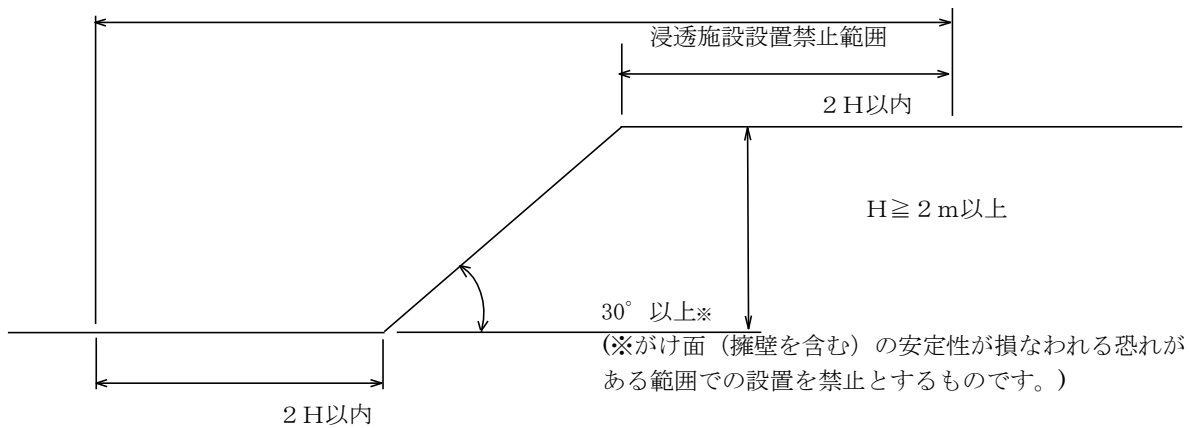 浸透施設設置禁止範囲
２Ｈ以内
Ｈ≧２ｍ以上
30°以上※
(※がけ面（擁壁を含む）の安定性が損なわれる恐れが
ある範囲での設置を禁止とするものです。)
２Ｈ以内